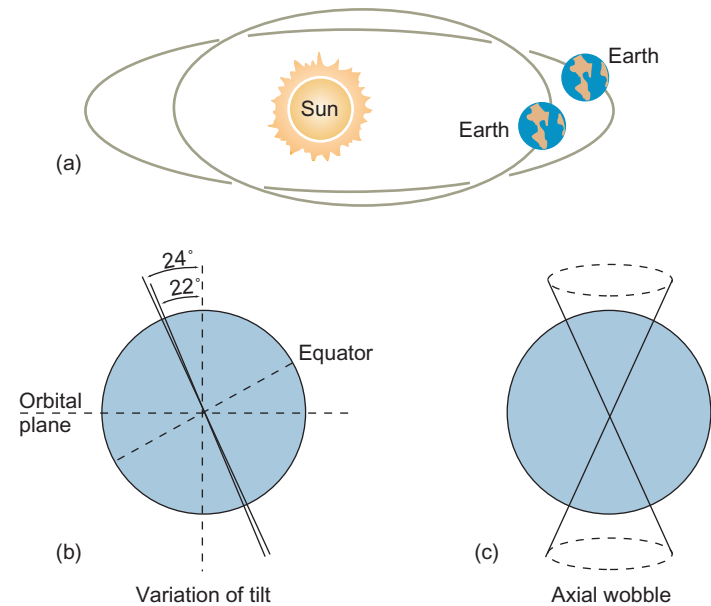 Earth
Sun
Earth
(a)
24°
22°
Equator
Orbital
plane
(b)
(c)
Variation of tilt
Axial wobble